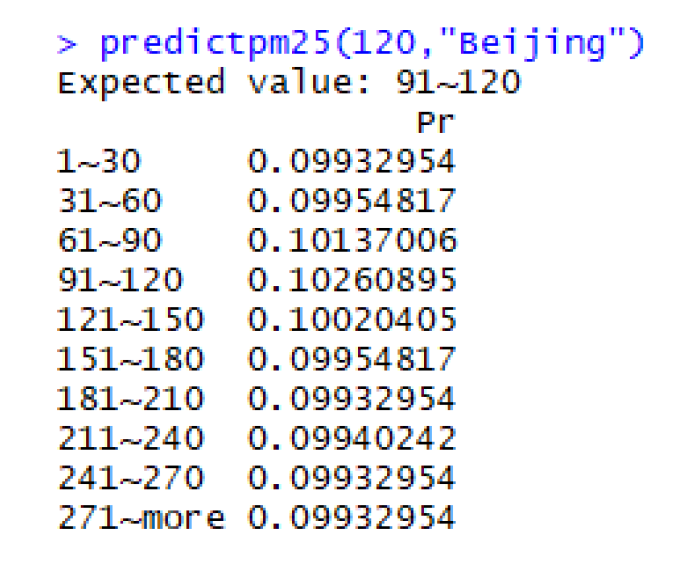 > predictpm25(120,"Beijing")
Expected value: 91~120
Pr
1~30 0.09932954
31~60 0.09954817
61~90 0.10137006
91~120 0.10260895
121~150 0.10020405
151~180 0.09954817
181~210 0.09932954
211~240 0.09940242
241~270 0.09932954
271~more 0.09932954